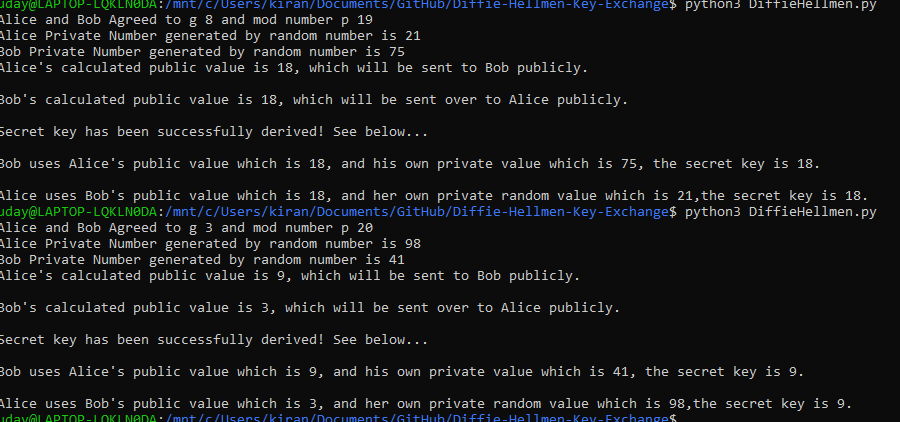 uday@LAPTOP-LQKLN0DA:/mnt/c/Users/kiran/Documents/GitHub/Diffie-Hellmen-Key-Exchange$ python3 DiffieHellmen.py
Alice and Bob Agreed to g 8 and mod number p 19
Alice Private Number generated by random number is 21
Bob Private Number generated by random number is 75
Alice's calculated public value is 18, which will be sent to Bob publicly.
Bob's calculated public value is 18, which will be sent over to Alice publicly.
Secret key has been successfully derived! See below...
Bob uses Alice's public value which is 18, and his own private value which is 75, the secret key is 18.
Alice uses Bob's public value which is 18, and her own private random value which is 21,the secret key is 18.
uday@LAPTOP-LQKLN0DA:/mnt/c/Users/kiran/Documents/GitHub/Diffie-Hellmen-Key-Exchange$ python3 DiffieHellmen.py
Alice and Bob Agreed to g 3 and mod number p 20
Alice Private Number generated by random number is 98
Bob Private Number generated by random number is 41
Alice's calculated public value is 9, which will be sent to Bob publicly.
Bob's calculated public value is 3, which will be sent over to Alice publicly.
Secret key has been successfully derived! See below...
Bob uses Alice's public value which is 9, and his own private value which is 41, the secret key is 9.
Alice uses Bob's public value which is 3, and her own private random value which is 98,the secret key is 9.
uday@LAPTOP-LQKLN0DA:/mnt/c/Users/kiran/Documents/GitHub/Diffie-Hellmen-Key-Exchange$